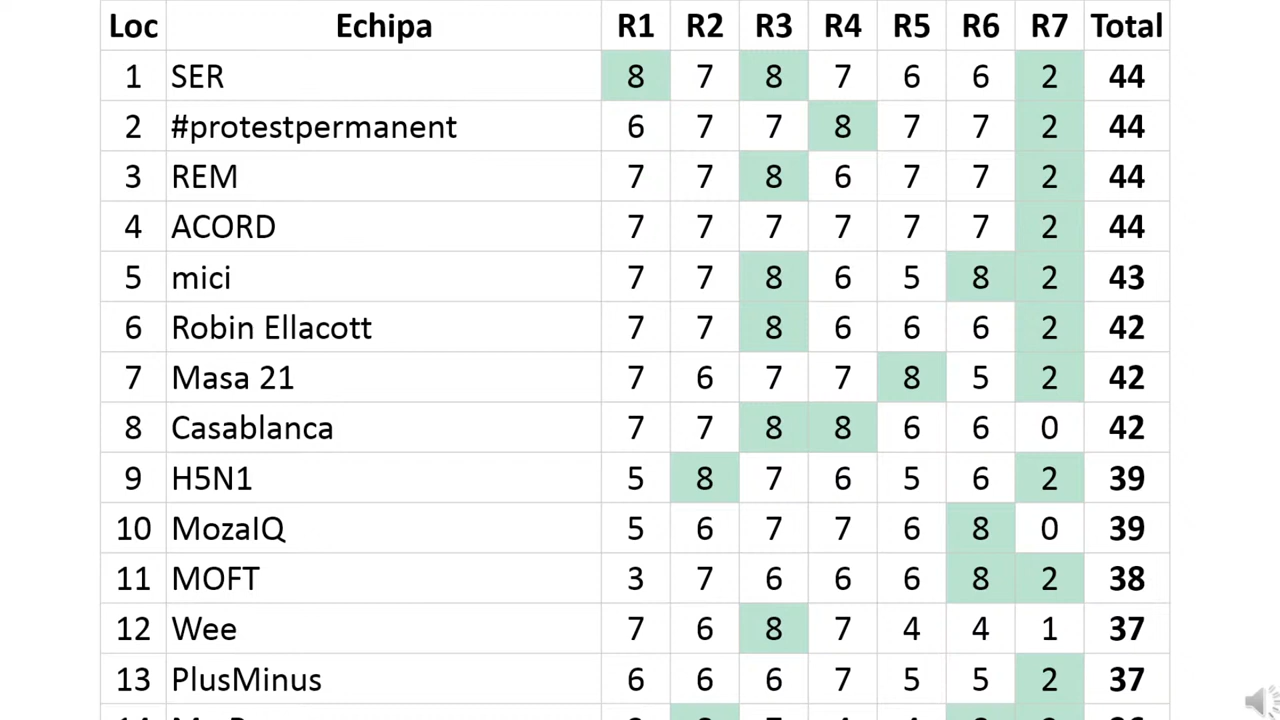 Loc Echipa R1 R2 R3 R4 R5 R6 R7 Total
1 SER 8 7 8 7 6 6 2 44
2 #protestpermanent 6 7 7 8 7 7 2 44
3 REM 7 7 8 6 7 7 2 44
4 ACORD 7 7 7 7 7 7 2 44
5 mici 7 7 8 6 5 8 2 43
6 Robin Ellacott 7 7 8 6 6 6 2 42
7 Masa 21 7 6 7 7 8 5 2 42
8 Casablanca 7 7 8 8 6 6 0 42
9 H5N1 5 8 7 6 5 6 2 39
10 MozaIQ 5 6 7 7 6 8 0 39
11 MOFT 3 7 6 6 6 8 2 38
12 Wee 7 6 8 7 4 4 1 37
13 PlusMinus 6 6 6 7 5 5 2 37